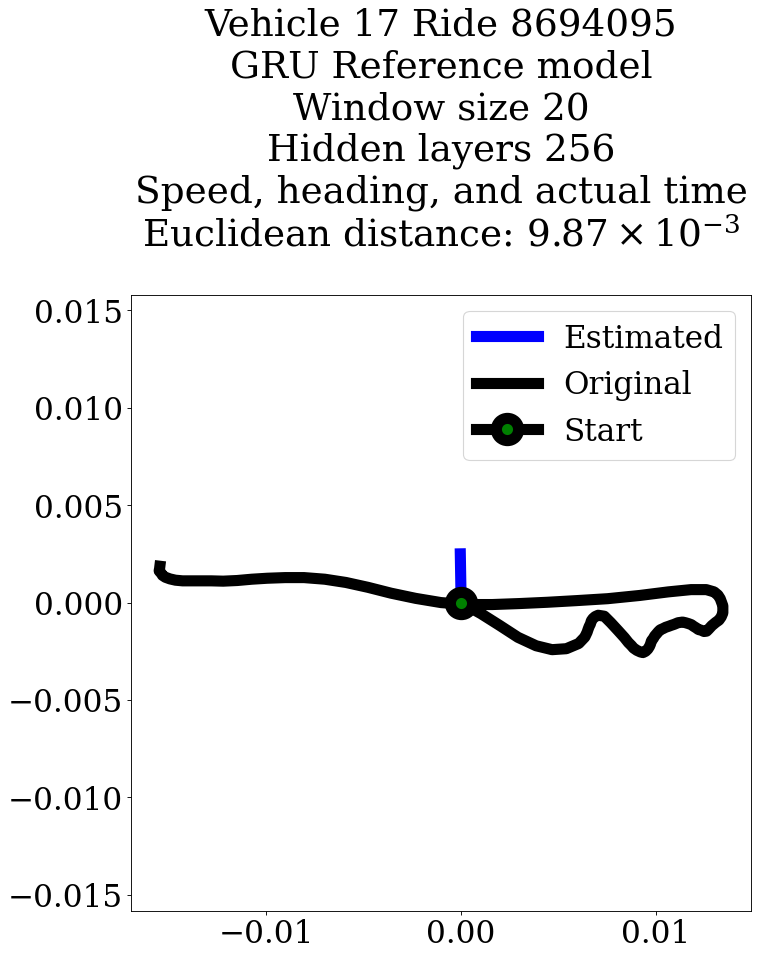 Vehicle 17 Ride 8694095
GRU Reference model
Window size 20
Hidden layers 256
Speed, heading, and actual time
Euclidean distance: 9.87 × 10⁻³
0.015
0.010
0.005
0.000
−0.005
−0.010
−0.015
Estimated
Original
Start
−0.01
0.00
0.01